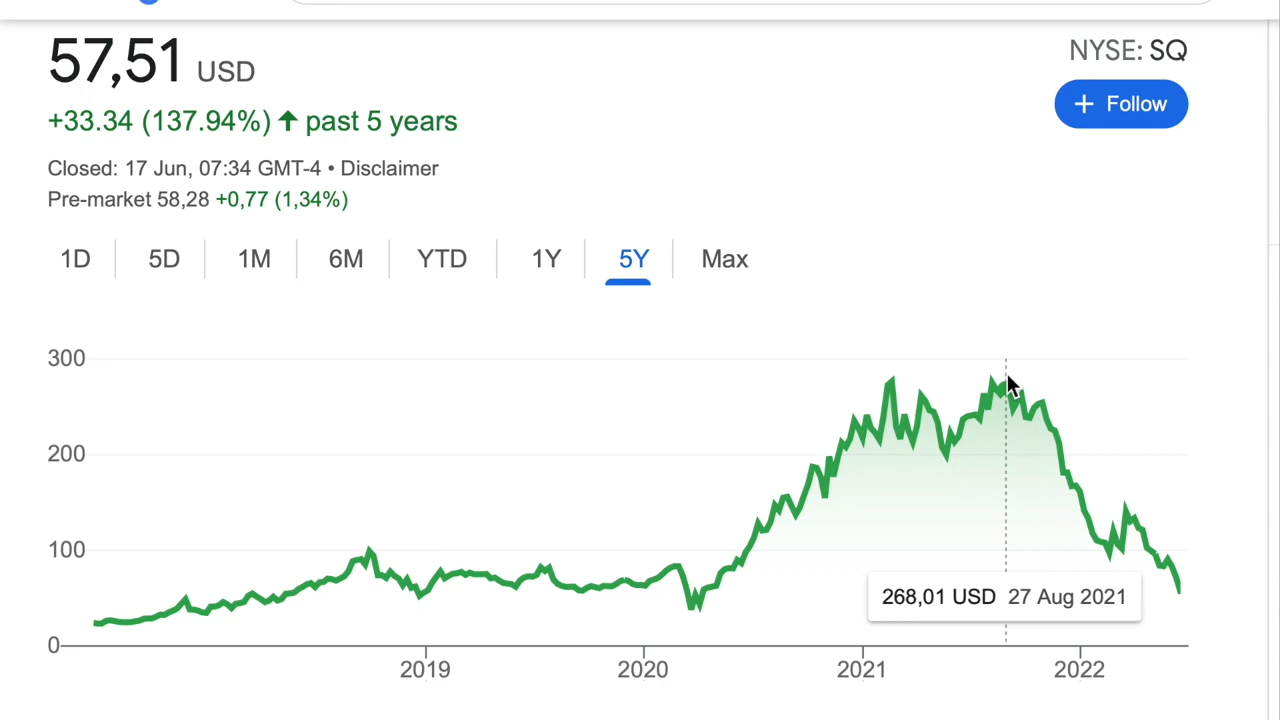 57,51 USD
NYSE: SQ
+ Follow
+33.34 (137.94%) ↑ past 5 years
Closed: 17 Jun, 07:34 GMT-4 • Disclaimer
Pre-market 58,28 +0,77 (1,34%)
1D 5D 1M 6M YTD 1Y 5Y Max
300
200
100
268,01 USD 27 Aug 2021
0
2019 2020 2021 2022